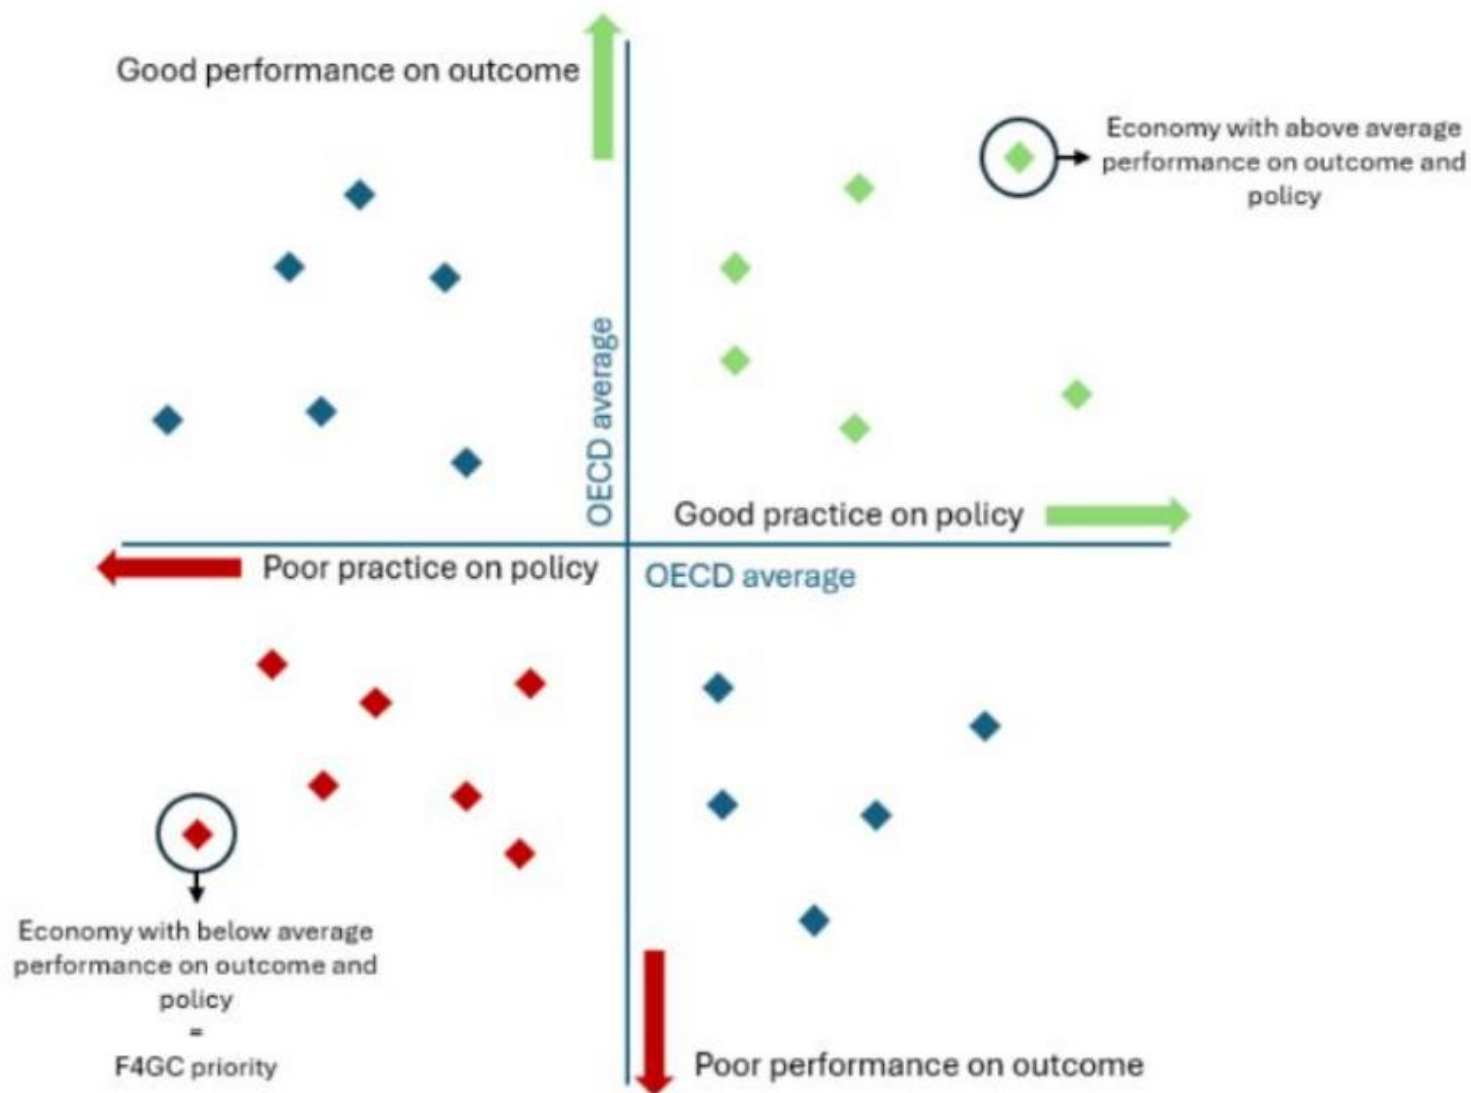 Good performance on outcome
Economy with above average
performance on outcome and
policy
OECD average
Good practice on policy
Poor practice on policy
OECD average
Economy with below average
performance on outcome and
policy
=
F4GC priority
Poor performance on outcome